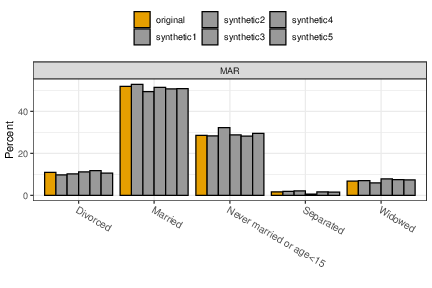 original synthetic2 synthetic4
synthetic1 synthetic3 synthetic5
MAR
Percent
40
20
0
Divorced
Married
Never married or age<15
Separated
Widowed